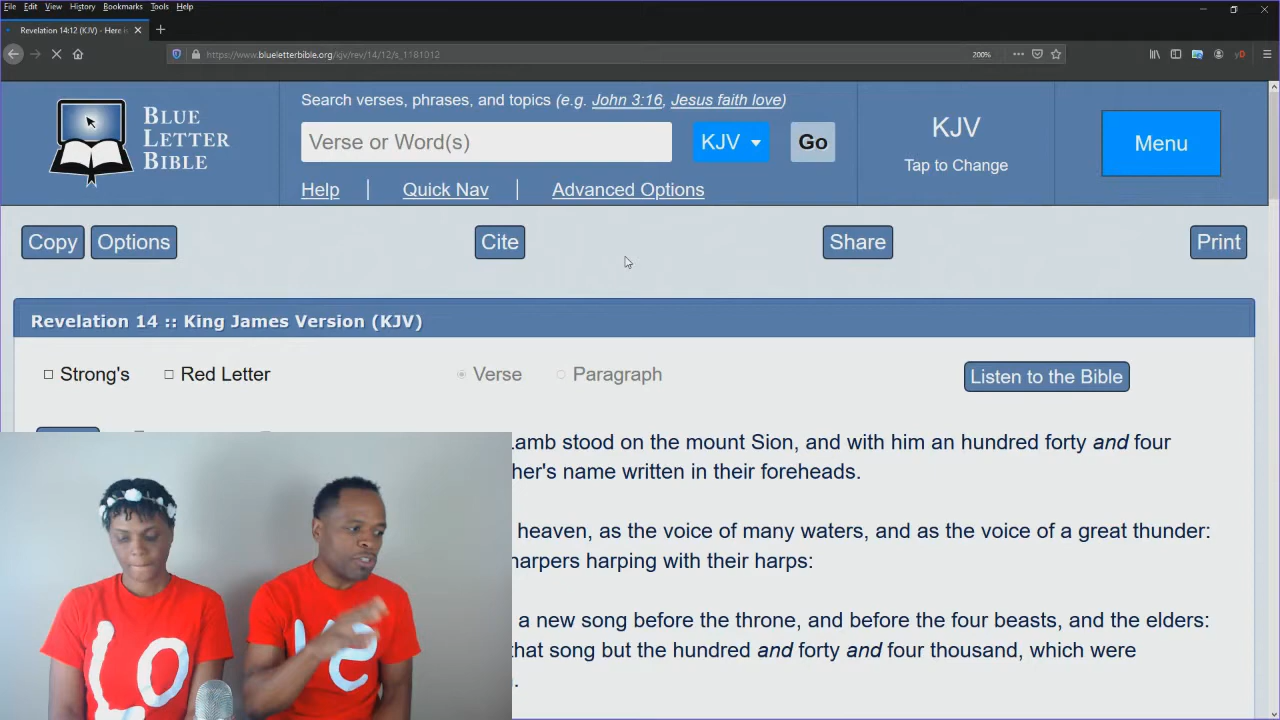 File Edit View History Bookmarks Tools Help
Revelation 14:12 (KJV) - Here is
https://www.blueletterbible.org/kjv/rev/14/12/s_1181012
200%
BLUE
LETTER
BIBLE
Search verses, phrases, and topics (e.g. John 3:16, Jesus faith love)
Verse or Word(s)
KJV
Go
Help | Quick Nav | Advanced Options
KJV
Tap to Change
Menu
Copy Options Cite Share Print
Revelation 14 :: King James Version (KJV)
Strong's Red Letter Verse Paragraph Listen to the Bible
Lamb stood on the mount Sion, and with him an hundred forty and four
her's name written in their foreheads.
heaven, as the voice of many waters, and as the voice of a great thunder:
harpers harping with their harps:
a new song before the throne, and before the four beasts, and the elders:
that song but the hundred and forty and four thousand, which were
LO VE